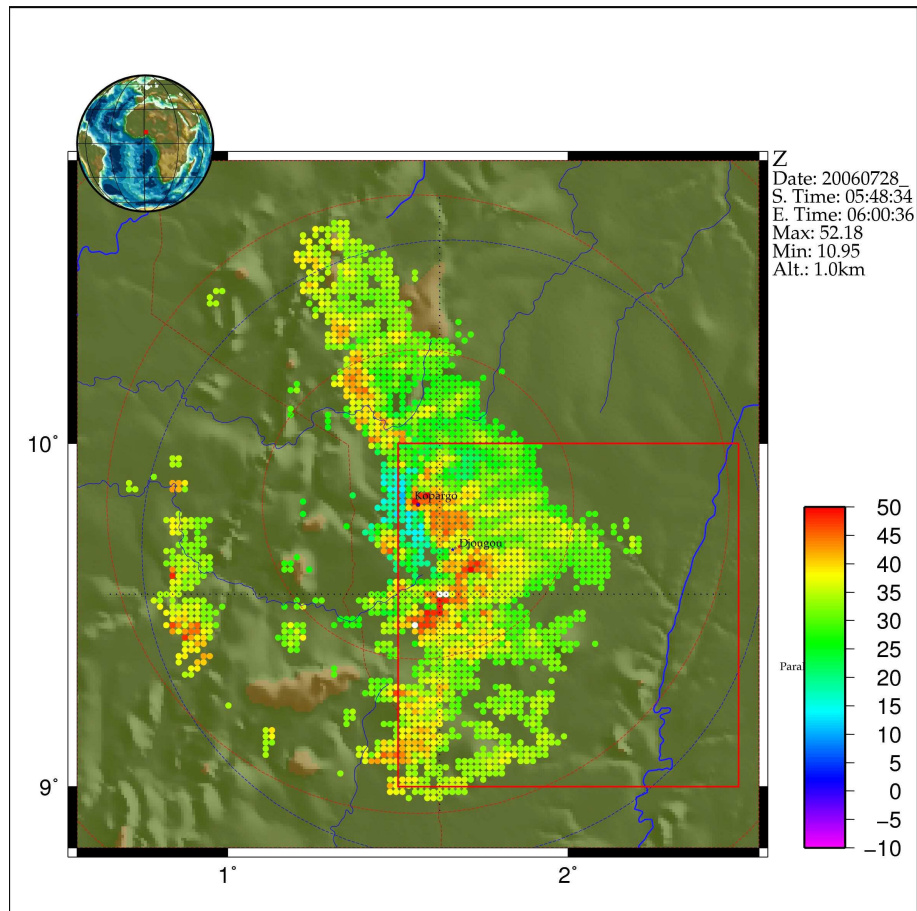 Z
Date: 20060728_
S. Time: 05:48:34
E. Time: 06:00:36
Max: 52.18
Min: 10.95
Alt.: 1.0km
10°
Kopargo
Djougou
50
45
40
35
30
25
20
15
10
5
0
−5
−10
Para
9°
1°
2°